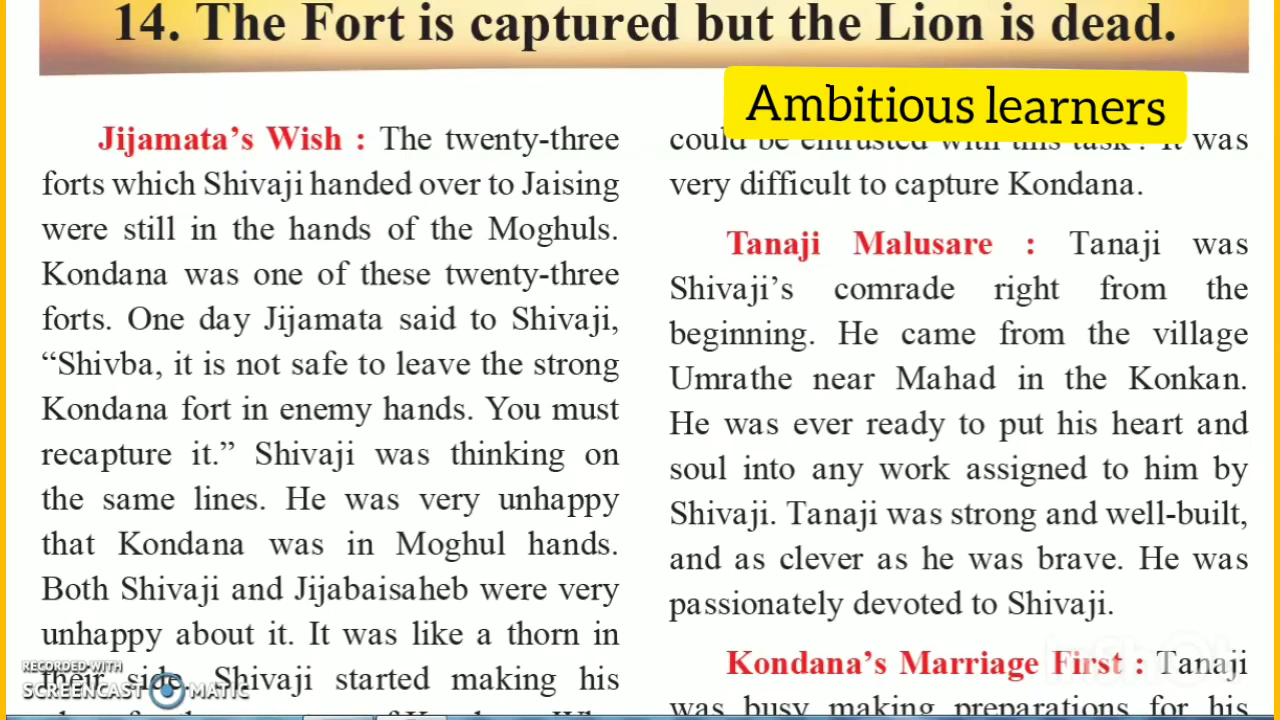 14. The Fort is captured but the Lion is dead.
Ambitious learners
Jijamata’s Wish : The twenty-three
forts which Shivaji handed over to Jaising
were still in the hands of the Moghuls.
Kondana was one of these twenty-three
forts. One day Jijamata said to Shivaji,
“Shivba, it is not safe to leave the strong
Kondana fort in enemy hands. You must
recapture it.” Shivaji was thinking on
the same lines. He was very unhappy
that Kondana was in Moghul hands.
Both Shivaji and Jijabaisaheb were very
unhappy about it. It was like a thorn in
their side. Shivaji started making his
could be entrusted with this task? It was
very difficult to capture Kondana.
Tanaji Malusare : Tanaji was
Shivaji’s comrade right from the
beginning. He came from the village
Umrathe near Mahad in the Konkan.
He was ever ready to put his heart and
soul into any work assigned to him by
Shivaji. Tanaji was strong and well-built,
and as clever as he was brave. He was
passionately devoted to Shivaji.
Kondana’s Marriage First : Tanaji
was busy making preparations for his
RECORDED WITH
SCREENCAST MATIC